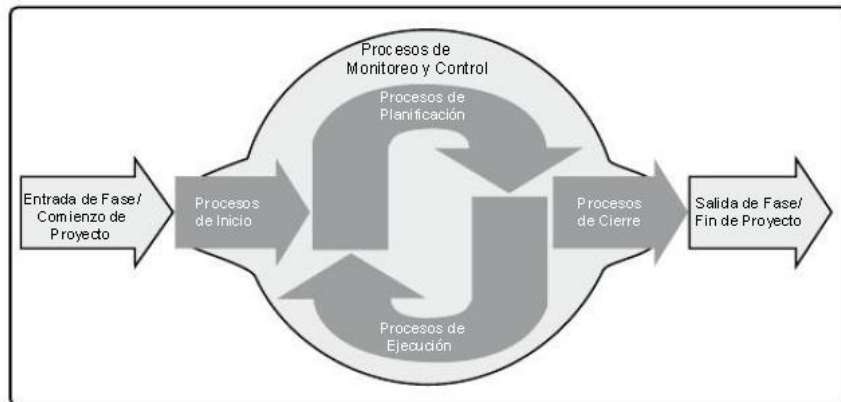 Procesos de
Monitoreo y Control
Procesos de
Planificación
Entrada de Fase/
Comienzo de
Proyecto
Procesos
de Inicio
Procesos
de Cierre
Salida de Fase/
Fin de Proyecto
Procesos de
Ejecución